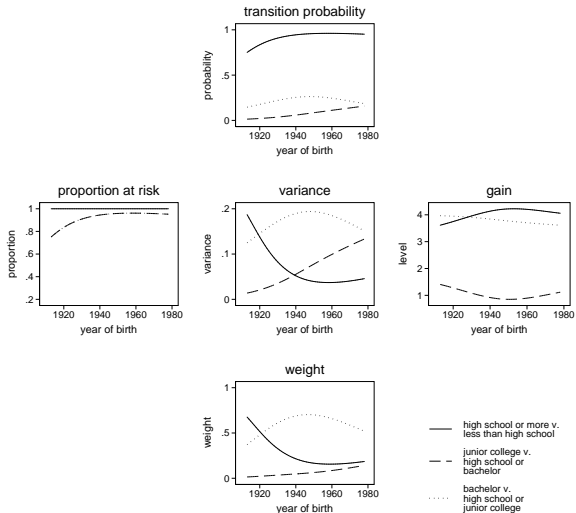 transition probability
probability
1
.5
0
1920 1940 1960 1980
year of birth
proportion at risk
proportion
1
.8
.6
.4
.2
1920 1940 1960 1980
year of birth
variance
variance
.2
.1
0
1920 1940 1960 1980
year of birth
gain
level
4
3
2
1
1920 1940 1960 1980
year of birth
weight
weight
1
.5
0
1920 1940 1960 1980
year of birth
high school or more v.
less than high school
junior college v.
high school or
bachelor
bachelor v.
high school or
junior college